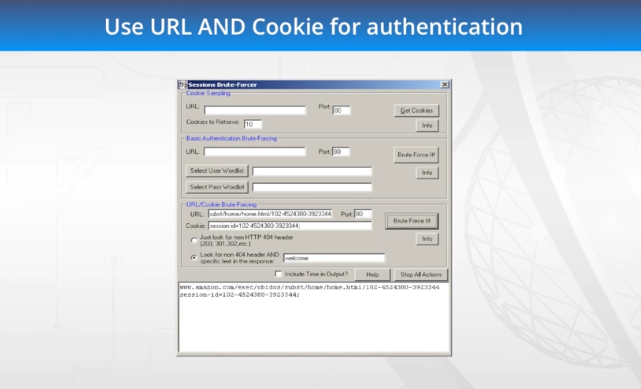 Use URL AND Cookie for authentication
Sessions Brute-Forcer
Cookie Sampling
URL: Port: 80 Get Cookies
Cookies to Retrieve: 10 Info
Basic Authentication Brute-Forcing
URL: Port: 80 Brute Force It!
Select User Wordlist Info
Select Pass Wordlist
URL/Cookie Brute-Forcing
URL: subst/home/home.html/102-4524380-3923344 Port: 80
Cookie: session-id=102-4524380-3923344; Brute Force It!
Just look for non HTTP 404 header
(200, 301,302,etc.) Info
Look for non 404 header AND
specific text in the response: welcome
Include Time in Output? Help Stop All Actions
www.amazon.com/exec/obidos/subst/home/home.html/102-4524380-3923344
session-id=102-4524380-3923344;